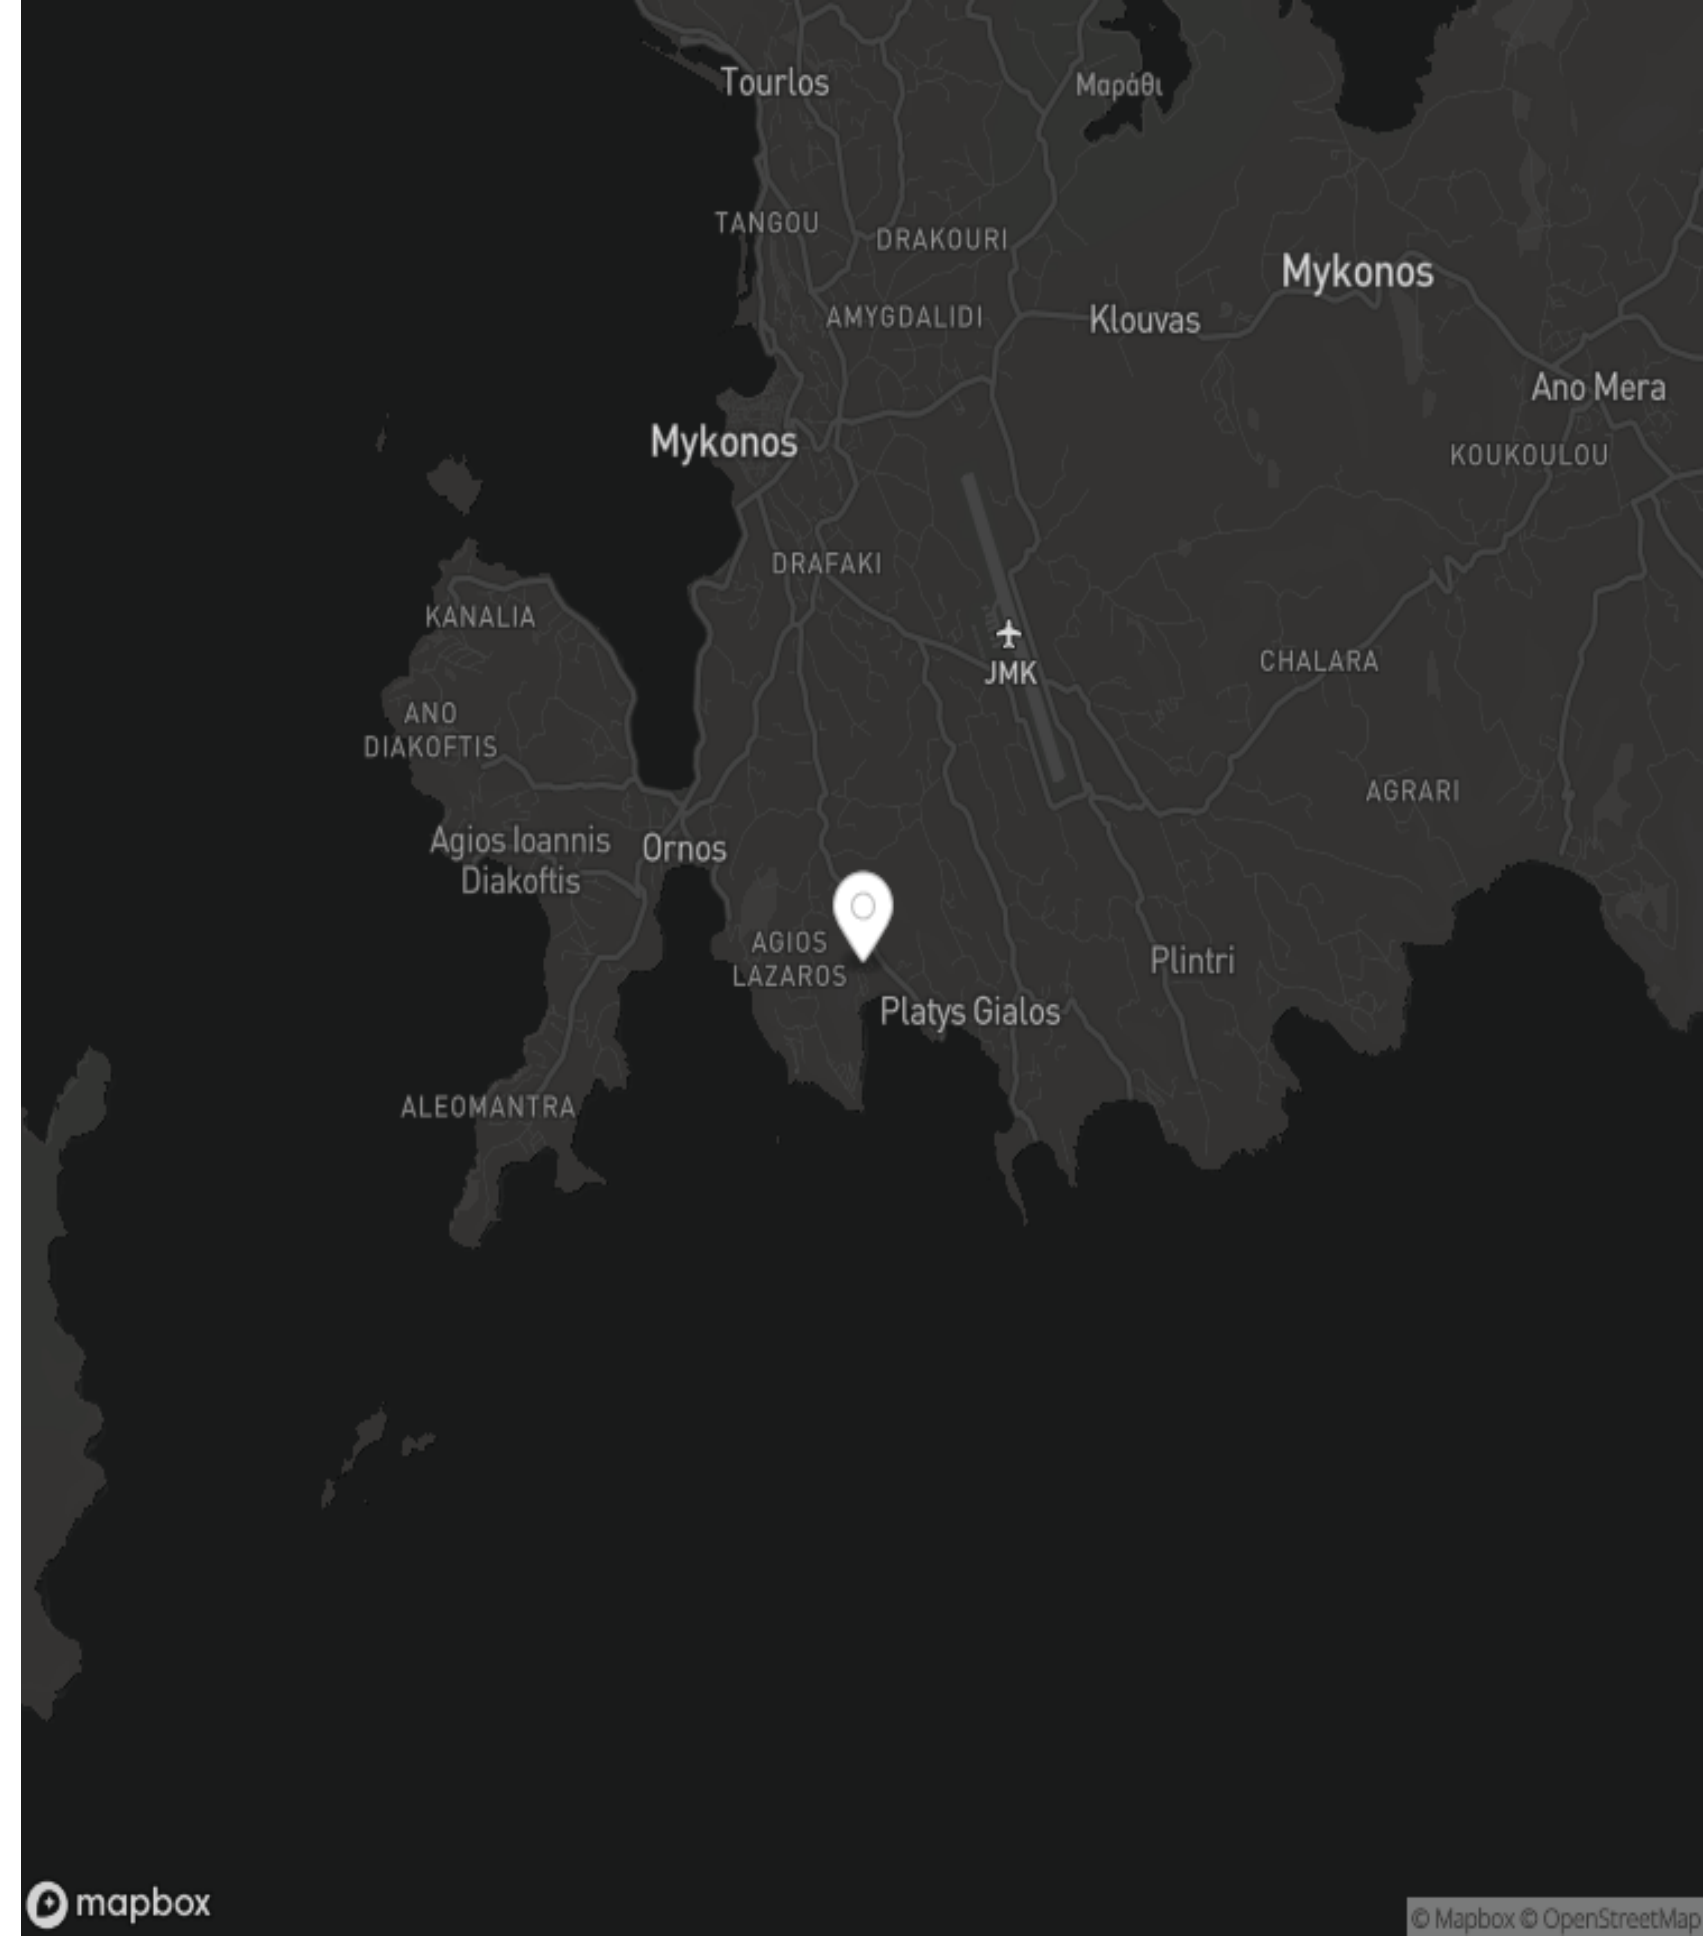 Tourlos
Μαράθι
TANGOU
DRAKOURI
Mykonos
AMYGDALIDI
Klouvas
Ano Mera
Mykonos
KOUKOULOU
DRAFAKI
KANALIA
JMK
CHALARA
ANO
DIAKOFTIS
AGRARI
Agios Ioannis
Diakoftis
Ornos
AGIOS
LAZAROS
Plintri
Platys Gialos
ALEOMANTRA
mapbox
© Mapbox © OpenStreetMap